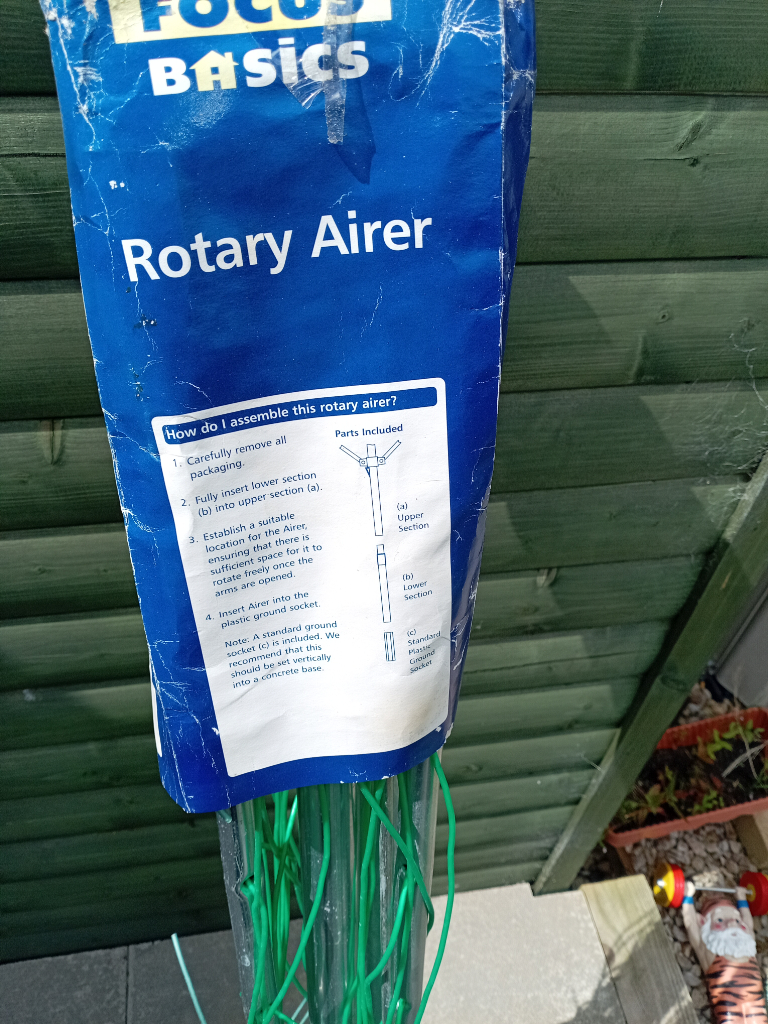 FOCUS
BASICS
Rotary Airer
How do I assemble this rotary airer?
1. Carefully remove all
packaging.
2. Fully insert lower section
(b) into upper section (a).
3. Establish a suitable
location for the Airer,
ensuring that there is
sufficient space for it to
rotate freely once the
arms are opened.
4. Insert Airer into the
plastic ground socket.
Note: A standard ground
socket (c) is included. We
recommend that this
should be set vertically
into a concrete base.
Parts Included
(a)
Upper
Section
(b)
Lower
Section
(c)
Standard
Plastic
Ground
Socket